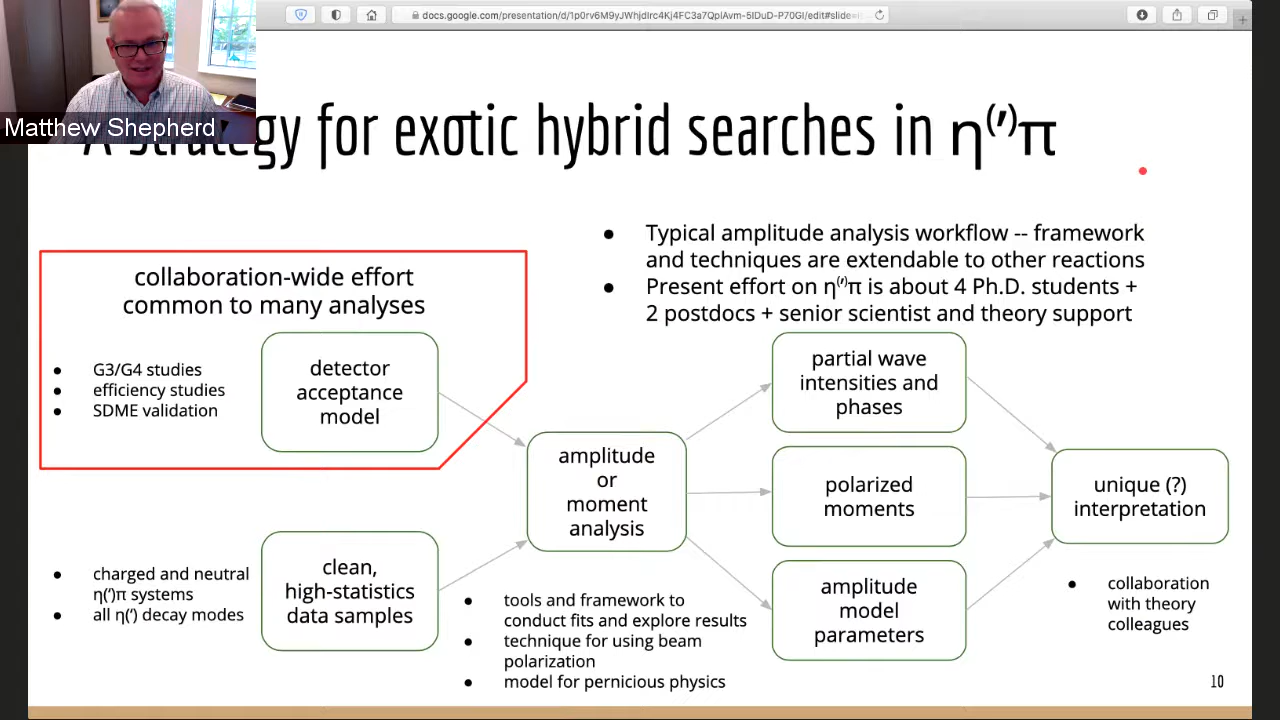 docs.google.com/presentation/d/1p0rv6M9yJWhjdIrc4Kj4FC3a7QpIAvm-5IDuD-P70GI/edit#slide=i
Matthew Shepherd
A strategy for exotic hybrid searches in η(′)π
● Typical amplitude analysis workflow -- framework
and techniques are extendable to other reactions
● Present effort on η(′)π is about 4 Ph.D. students +
2 postdocs + senior scientist and theory support
collaboration-wide effort
common to many analyses
● G3/G4 studies
● efficiency studies
● SDME validation
detector
acceptance
model
● charged and neutral
η(′)π systems
● all η(′) decay modes
clean,
high-statistics
data samples
amplitude
or
moment
analysis
● tools and framework to
conduct fits and explore results
● technique for using beam
polarization
● model for pernicious physics
partial wave
intensities and
phases
polarized
moments
amplitude
model
parameters
unique (?)
interpretation
● collaboration
with theory
colleagues
10